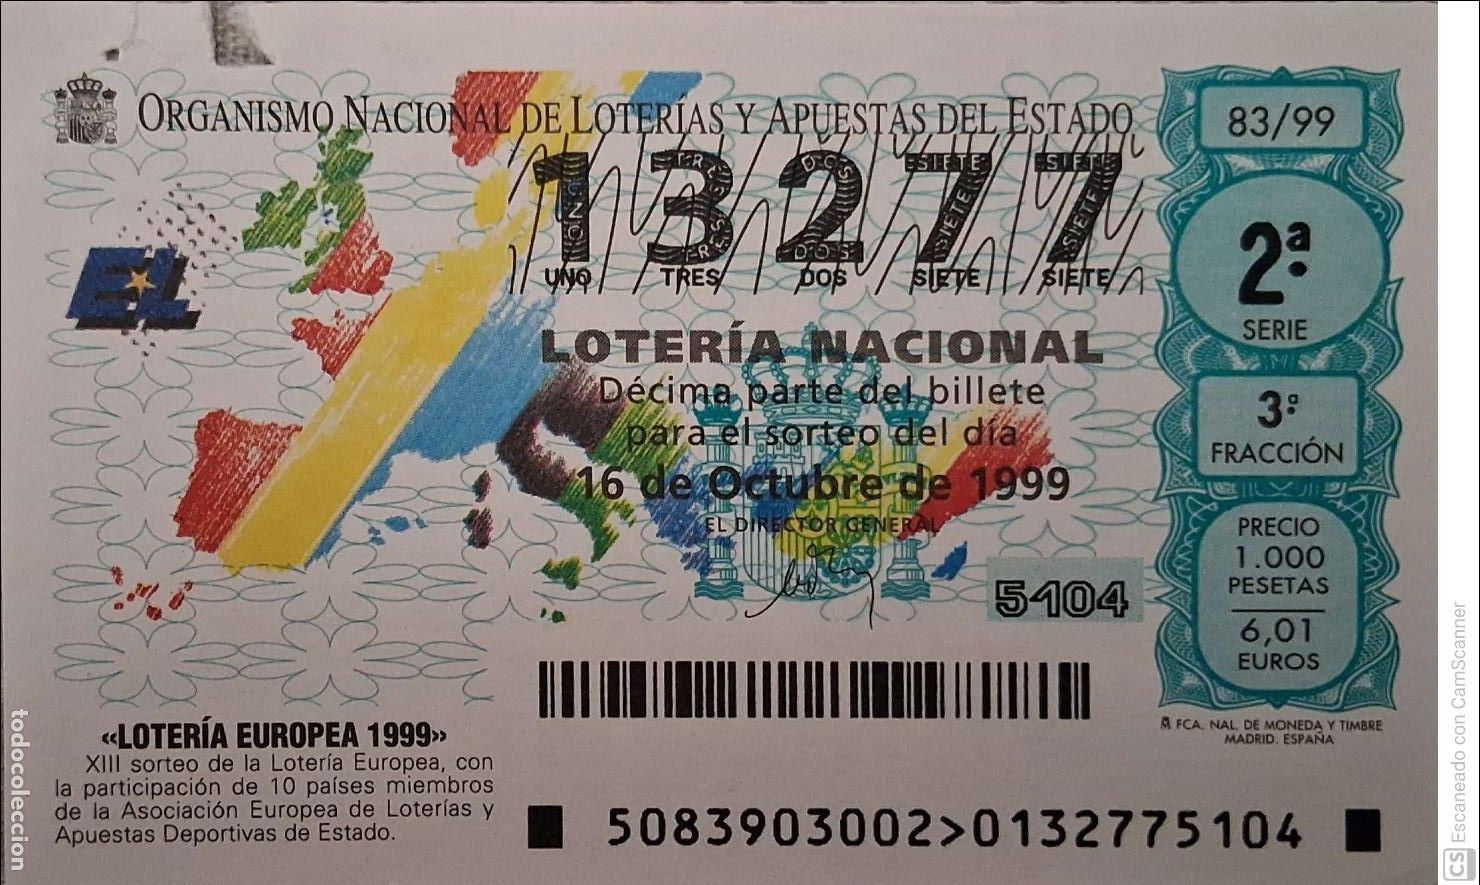 ORGANISMO NACIONAL DE LOTERÍAS Y APUESTAS DEL ESTADO
83/99
13277
UNO TRES DOS SIETE SIETE
EL
2ª
SERIE
LOTERÍA NACIONAL
Décima parte del billete
para el sorteo del día
16 de Octubre de 1999
EL DIRECTOR GENERAL
3ª
FRACCIÓN
PRECIO
1.000
PESETAS
6,01
EUROS
5104
FCA. NAL. DE MONEDA Y TIMBRE
MADRID. ESPAÑA
«LOTERÍA EUROPEA 1999»
XIII sorteo de la Lotería Europea, con
la participación de 10 países miembros
de la Asociación Europea de Loterías y
Apuestas Deportivas de Estado.
5083903002>0132775104
todocoleccion
CS Escaneado con CamScanner